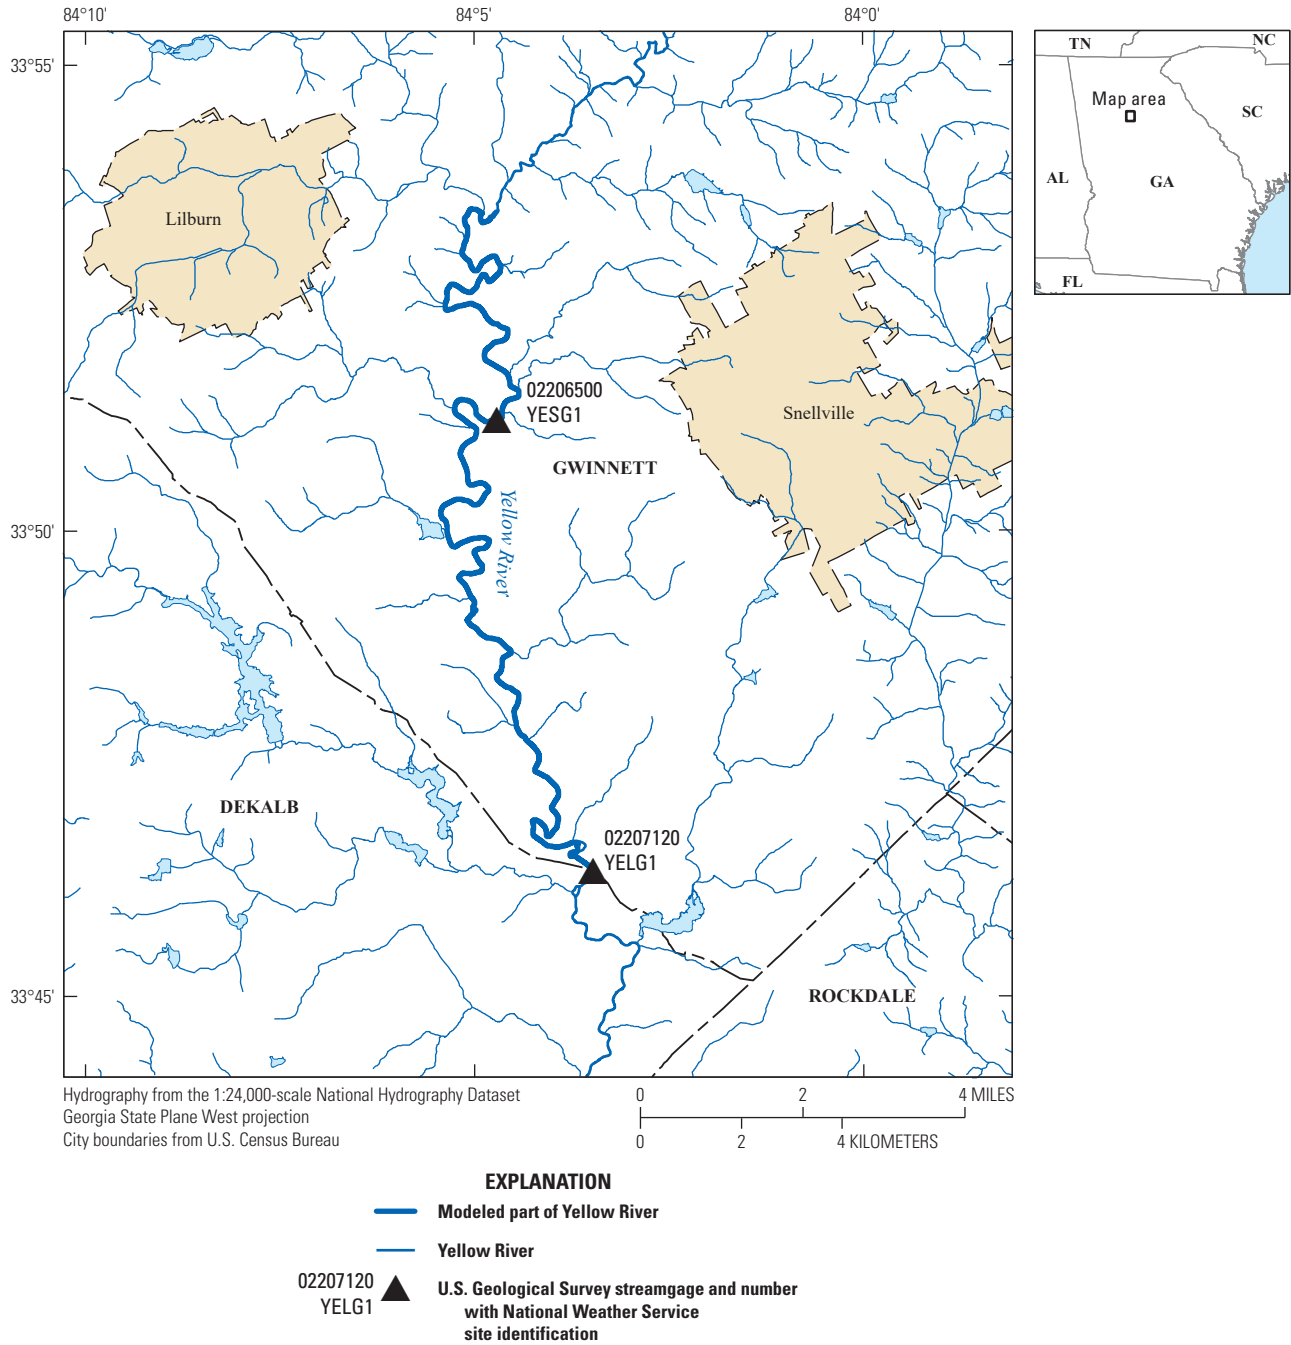 84°10' 84°5' 84°0'
33°55'
33°50'
33°45'
TN
NC
Map area
SC
AL
GA
FL
Lilburn
02206500
YESG1
Snellville
GWINNETT
Yellow River
DEKALB
02207120
YELG1
ROCKDALE
Hydrography from the 1:24,000-scale National Hydrography Dataset
Georgia State Plane West projection
City boundaries from U.S. Census Bureau
0 2 4 MILES
0 2 4 KILOMETERS
EXPLANATION
Modeled part of Yellow River
Yellow River
02207120
YELG1
U.S. Geological Survey streamgage and number
with National Weather Service
site identification